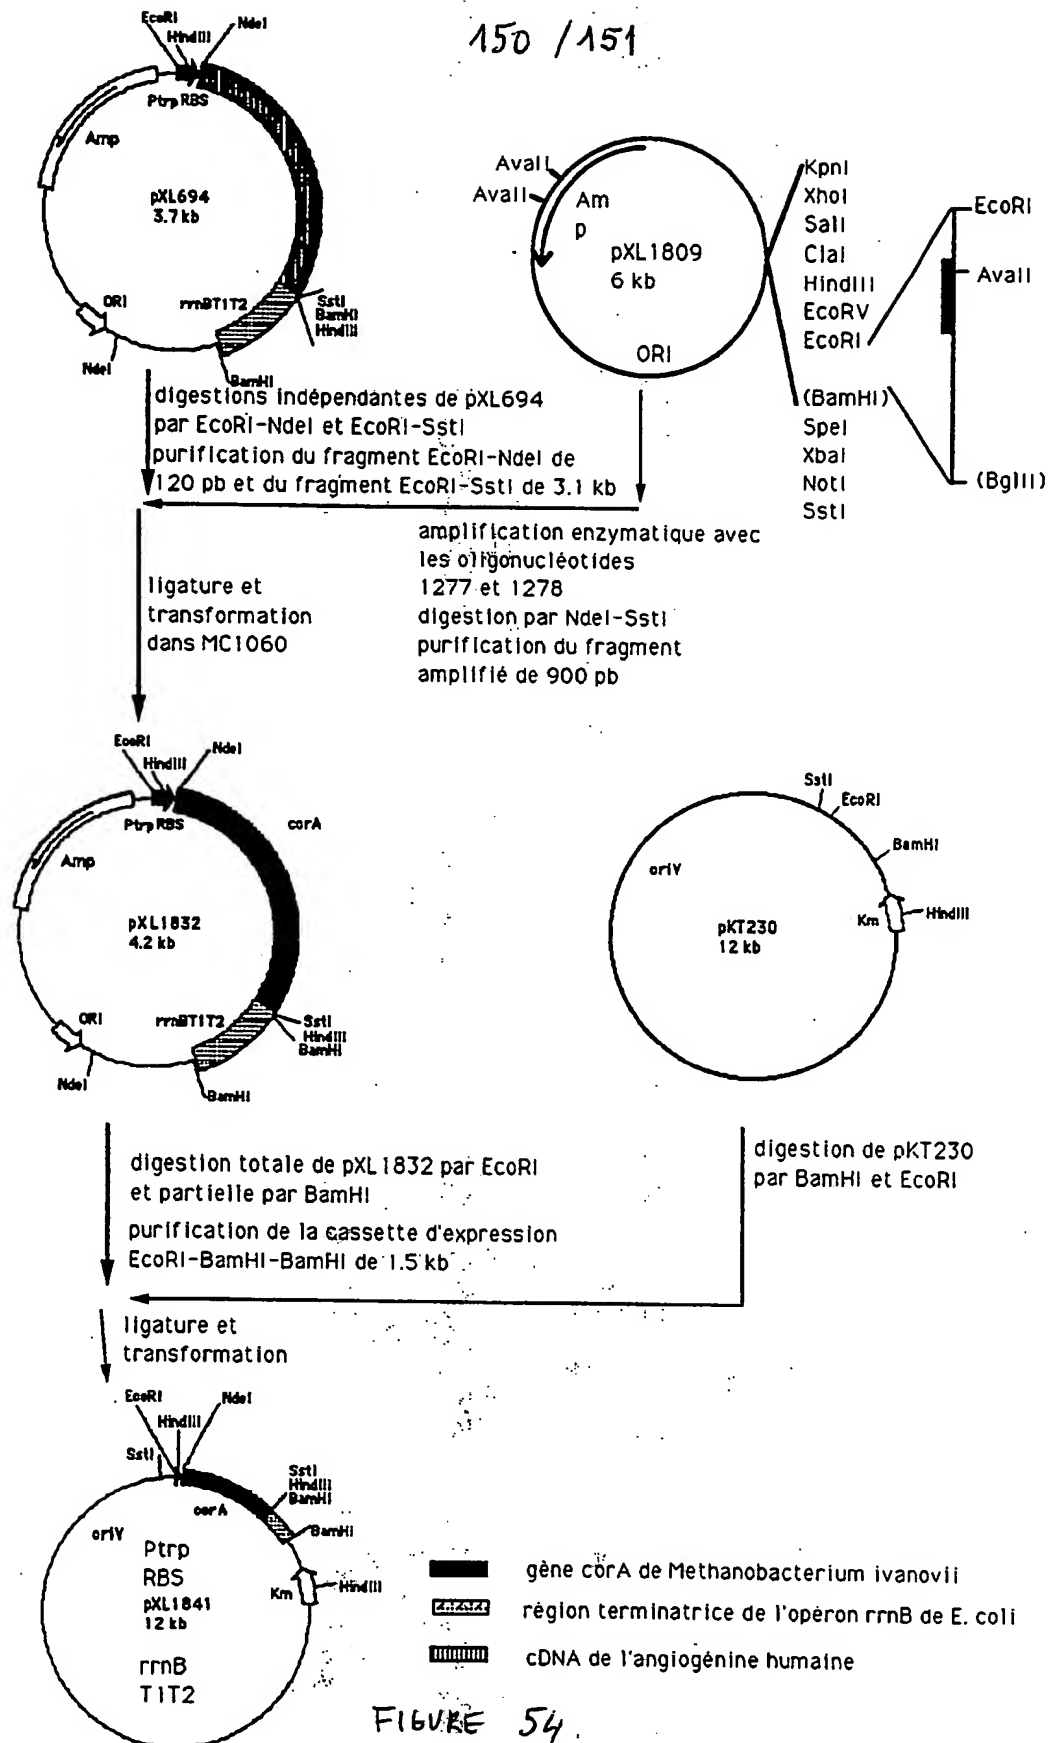 150 / 151
EcoRI
HindIII
NdeI
Ptrp RBS
Amp
pXL694
3.7 kb
ORI
rrnBT1T2
SstI
BamHI
HindIII
NdeI
BamHI
AvaII
AvaII
Am
p
pXL1809
6 kb
ORI
KpnI
XhoI
SalI
ClaI
HindIII
EcoRV
EcoRI
(BamHI)
SpeI
XbaI
NotI
SstI
EcoRI
AvaII
(BglII)
digestions indépendantes de pXL694
par EcoRI-NdeI et EcoRI-SstI
purification du fragment EcoRI-NdeI de
120 pb et du fragment EcoRI-SstI de 3.1 kb
amplification enzymatique avec
les oligonucléotides
1277 et 1278
digestion par NdeI-SstI
purification du fragment
amplifié de 900 pb
ligature et
transformation
dans MC1060
EcoRI
HindIII
NdeI
Ptrp RBS
corA
Amp
pXL1832
4.2 kb
ORI
rrnBT1T2
SstI
HindIII
BamHI
NdeI
BamHI
SstI
EcoRI
BamHI
oriV
Km
HindIII
pKT230
12 kb
digestion totale de pXL1832 par EcoRI
et partielle par BamHI
purification de la cassette d'expression
EcoRI-BamHI-BamHI de 1.5 kb
digestion de pKT230
par BamHI et EcoRI
ligature et
transformation
EcoRI
HindIII
NdeI
SstI
SstI
HindIII
BamHI
corA
BamHI
oriV
Ptrp
RBS
pXL1841
12 kb
rrnB
T1T2
Km
HindIII
gène corA de Methanobacterium ivanovii
région terminatrice de l'opéron rrnB de E. coli
cDNA de l'angiogénine humaine
FIGURE 54.